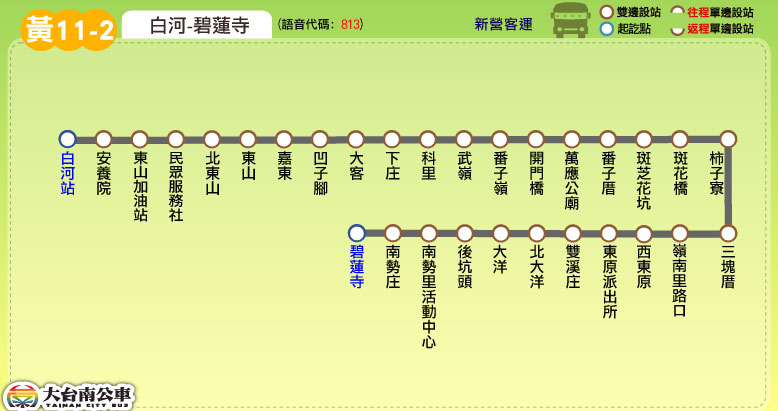 黃11-2
白河-碧蓮寺
(語音代碼: 813)
新營客運
雙邊設站
往程單邊設站
起訖點
返程單邊設站
白河站
安養院
東山加油站
民眾服務社
北東山
東山
嘉東
凹子腳
大客
下庄
科里
武嶺
番子嶺
開門橋
萬應公廟
番子厝
斑芝花坑
斑花橋
柿子寮
三塊厝
嶺南里路口
西東原
東原派出所
雙溪庄
北大洋
大洋
後坑頭
南勢里活動中心
南勢庄
碧蓮寺
大台南公車
TAINAN CITY BUS